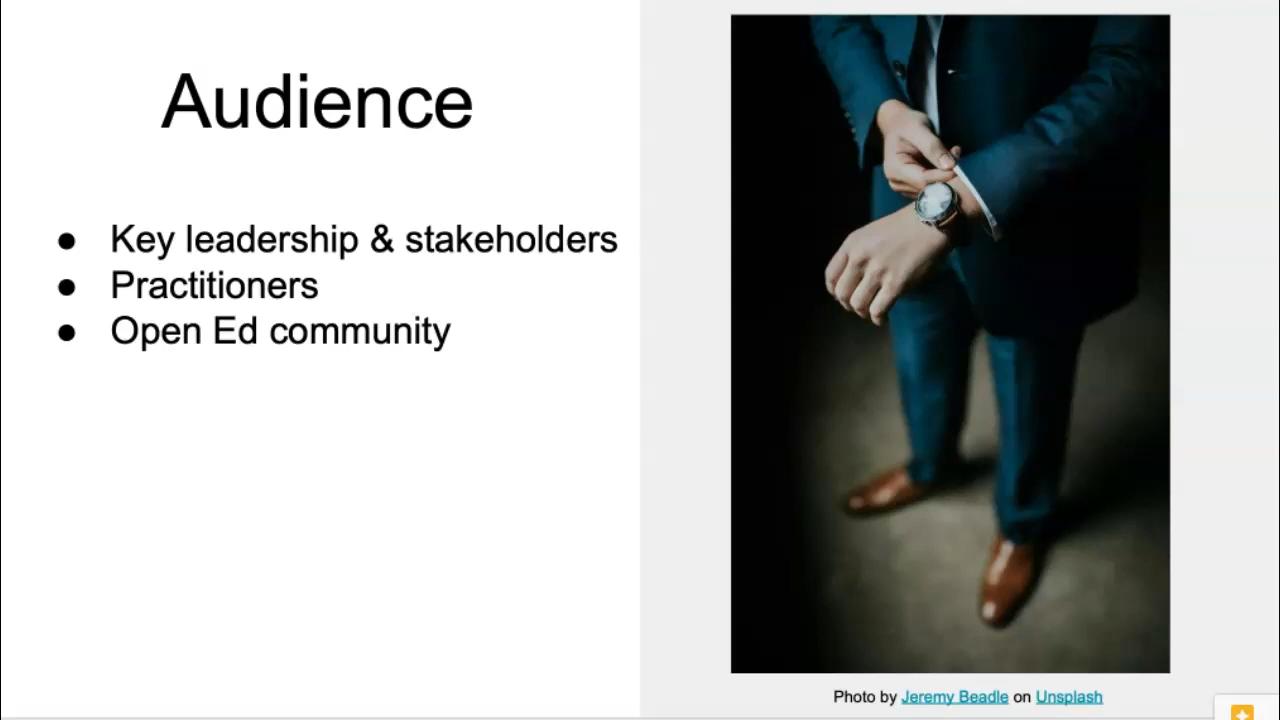 Audience
● Key leadership & stakeholders
● Practitioners
● Open Ed community
Photo by Jeremy Beadle on Unsplash